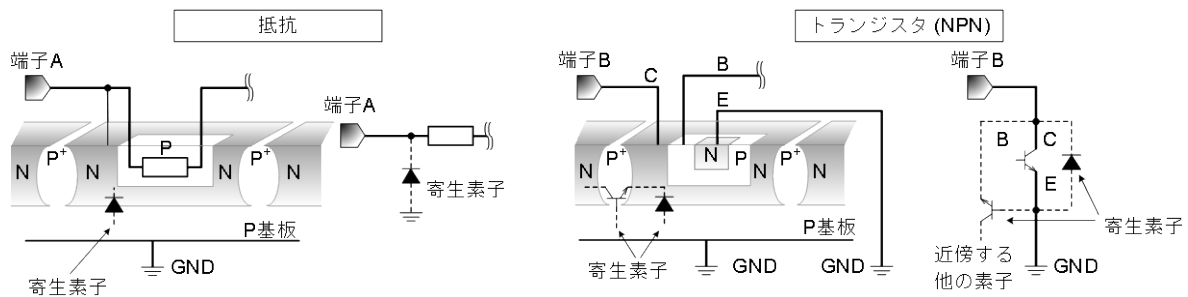 抵抗
トランジスタ (NPN)
端子A
端子A
P
N
P+
N
N
P+
N
寄生素子
P基板
GND
寄生素子
端子B
C
B
E
N
P+
N
N
P
P+
N
P基板
寄生素子
GND
GND
端子B
B
C
E
寄生素子
近傍する
他の素子
GND